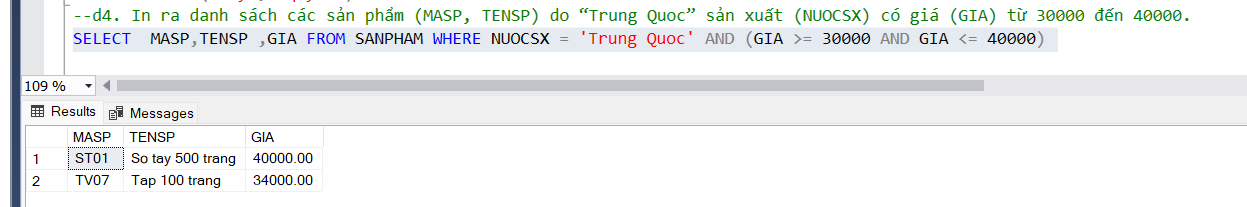 --d4. In ra danh sách các sản phẩm (MASP, TENSP) do “Trung Quoc” sản xuất (NUOCSX) có giá (GIA) từ 30000 đến 40000.
SELECT  MASP,TENSP ,GIA FROM SANPHAM WHERE NUOCSX = 'Trung Quoc' AND (GIA >= 30000 AND GIA <= 40000)
109 %
Results Messages
MASP TENSP GIA
1 ST01 So tay 500 trang 40000.00
2 TV07 Tap 100 trang 34000.00